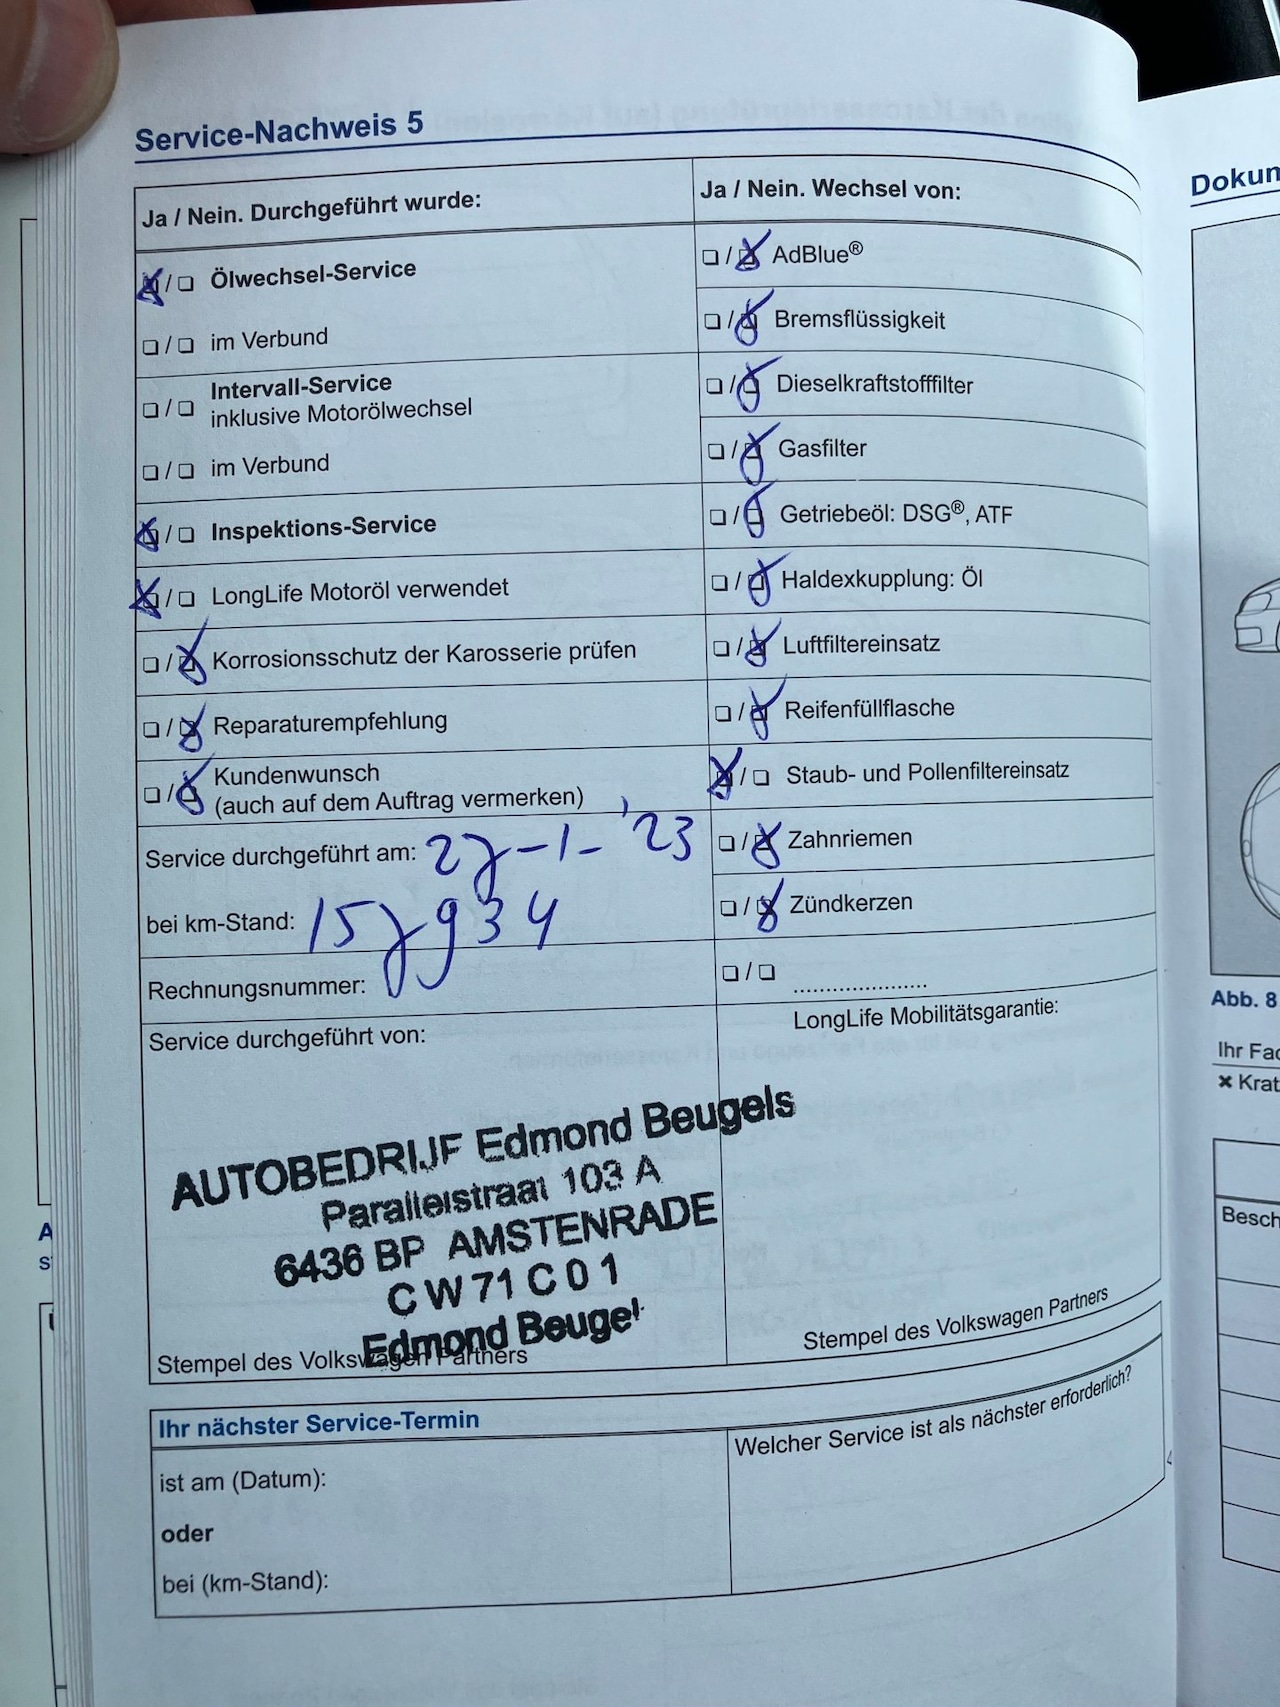 Service-Nachweis 5
Ja / Nein. Durchgeführt wurde:
Ölwechsel-Service
im Verbund
Intervall-Service
inklusive Motorölwechsel
im Verbund
Inspektions-Service
LongLife Motoröl verwendet
Korrosionsschutz der Karosserie prüfen
Reparaturempfehlung
Kundenwunsch
(auch auf dem Auftrag vermerken)
Service durchgeführt am: 27-1-'23
bei km-Stand: 157934
Rechnungsnummer:
Service durchgeführt von:
AUTOBEDRIJF Edmond Beugels
Parallelstraat 103 A
6436 BP AMSTENRADE
CW71C01
Edmond Beugel
Stempel des Volkswagen Partners
Ja / Nein. Wechsel von:
AdBlue®
Bremsflüssigkeit
Dieselkraftstofffilter
Gasfilter
Getriebeöl: DSG®, ATF
Haldexkupplung: Öl
Luftfiltereinsatz
Reifenfüllflasche
Staub- und Pollenfiltereinsatz
Zahnriemen
Zündkerzen
......................
LongLife Mobilitätsgarantie:
Stempel des Volkswagen Partners
Ihr nächster Service-Termin
ist am (Datum):
oder
bei (km-Stand):
Welcher Service ist als nächster erforderlich?
Dokum
Abb. 8
Ihr Fac
✖ Krat
Besch